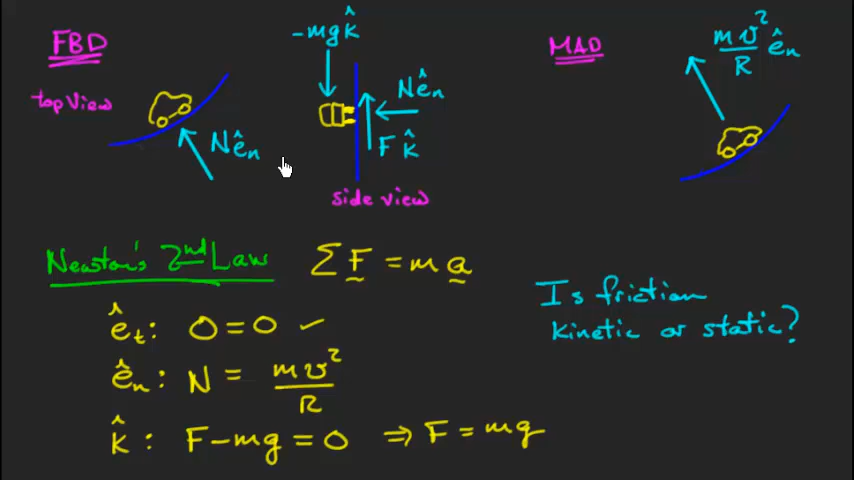 FBD
top view
Nêₙ
-mgk̂
Nêₙ
Fk̂
side view
MAD
mv²/R êₙ
Newton's 2nd Law
ΣF = ma
êₜ: 0 = 0 ✓
êₙ: N = mv²/R
k̂: F-mg = 0 ⇒ F = mg
Is friction
kinetic or static?